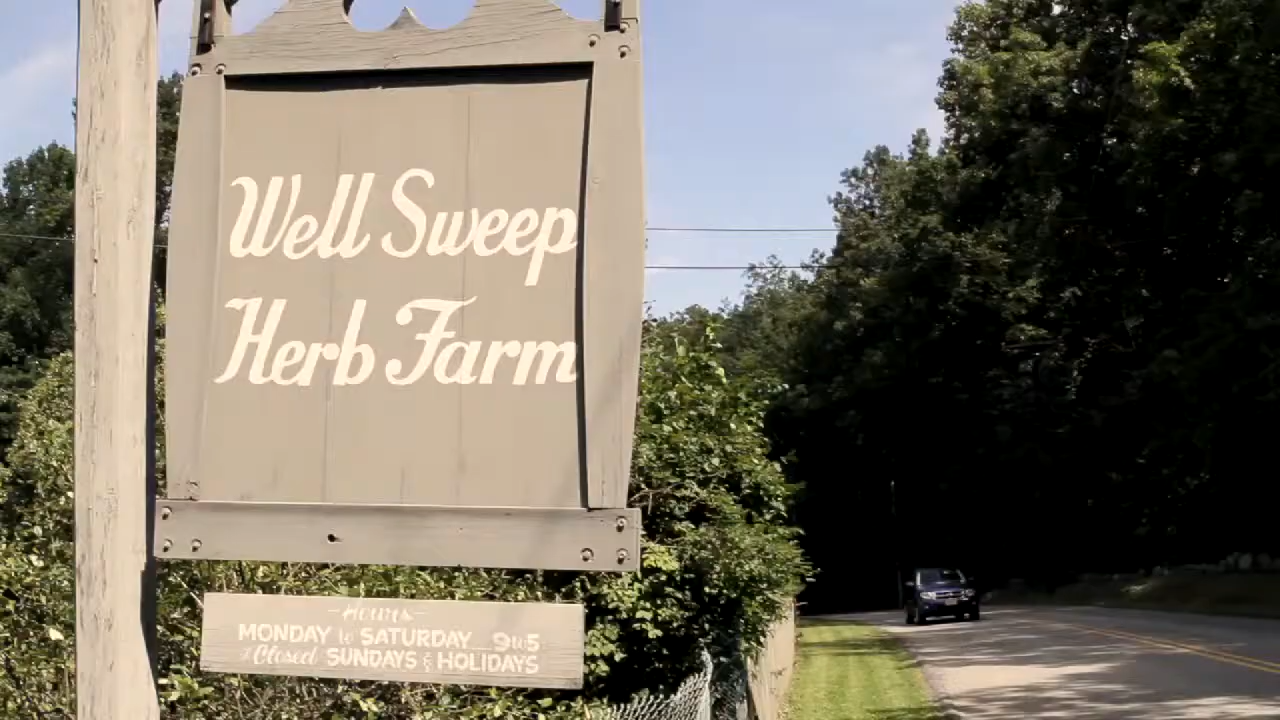 Well Sweep
Herb Farm
-Hours-
MONDAY to SATURDAY 9 to 5
Closed SUNDAYS & HOLIDAYS